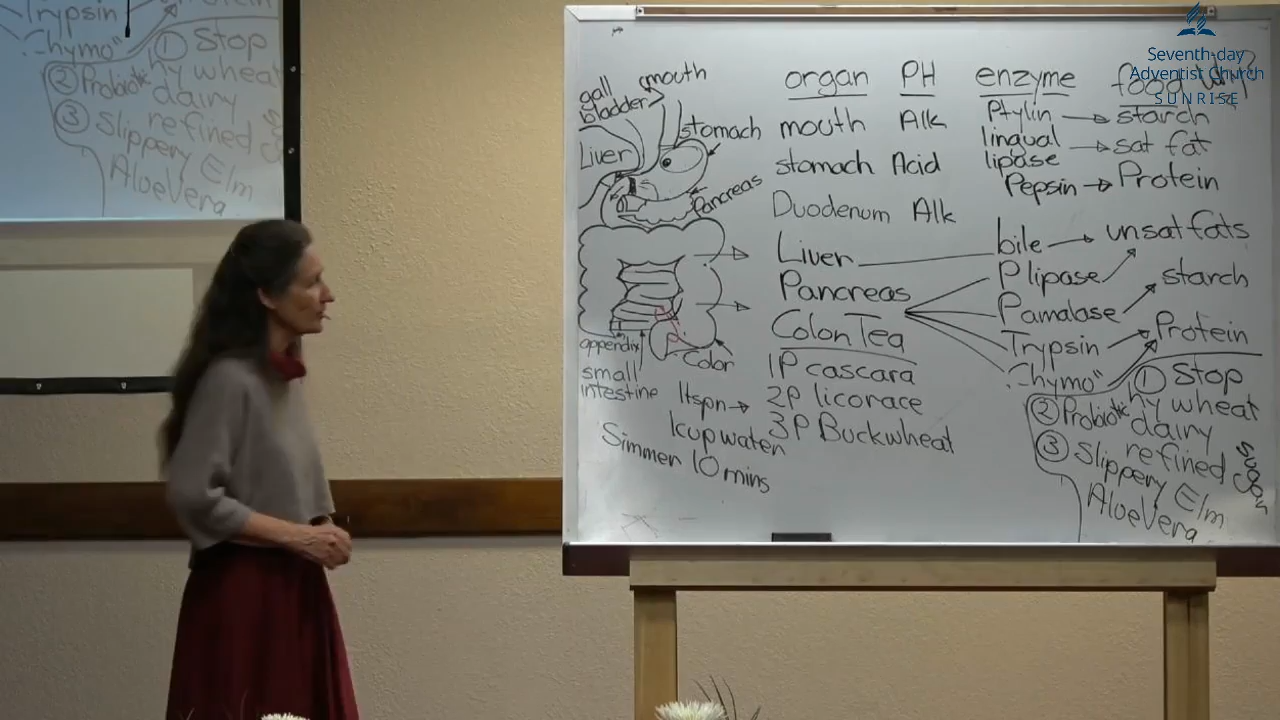 Trypsin
Chymo"
① Stop
② Probiotic hy wheat
dairy
③ Slippery refined
Elm
AloeVera
Seventh-day
Adventist Church
SUNRISE
organ PH enzyme food
mouth Alk Ptylin starch
stomach Acid lingual
lipase sat fat
Pepsin Protein
Duodenum Alk
Liver bile unsat fats
Pancreas P lipase
Pamalase starch
Trypsin Protein
Chymo"
gall
bladder
mouth
Liver
stomach
Pancreas
appendix
small
intestine
Colon
Colon Tea
1P cascara
2P licorace
3P Buckwheat
1tspn
1cup water
Simmer 10 mins
① Stop
② Probiotic hy wheat
dairy
③ Slippery Elm refined
sugar
AloeVera